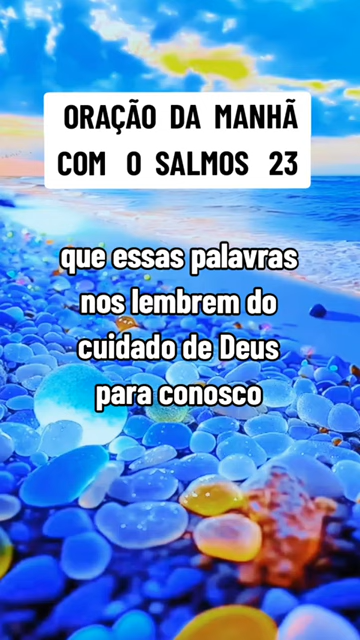 ORAÇÃO DA MANHÃ
COM O SALMOS 23
que essas palavras
nos lembrem do
cuidado de Deus
para conosco